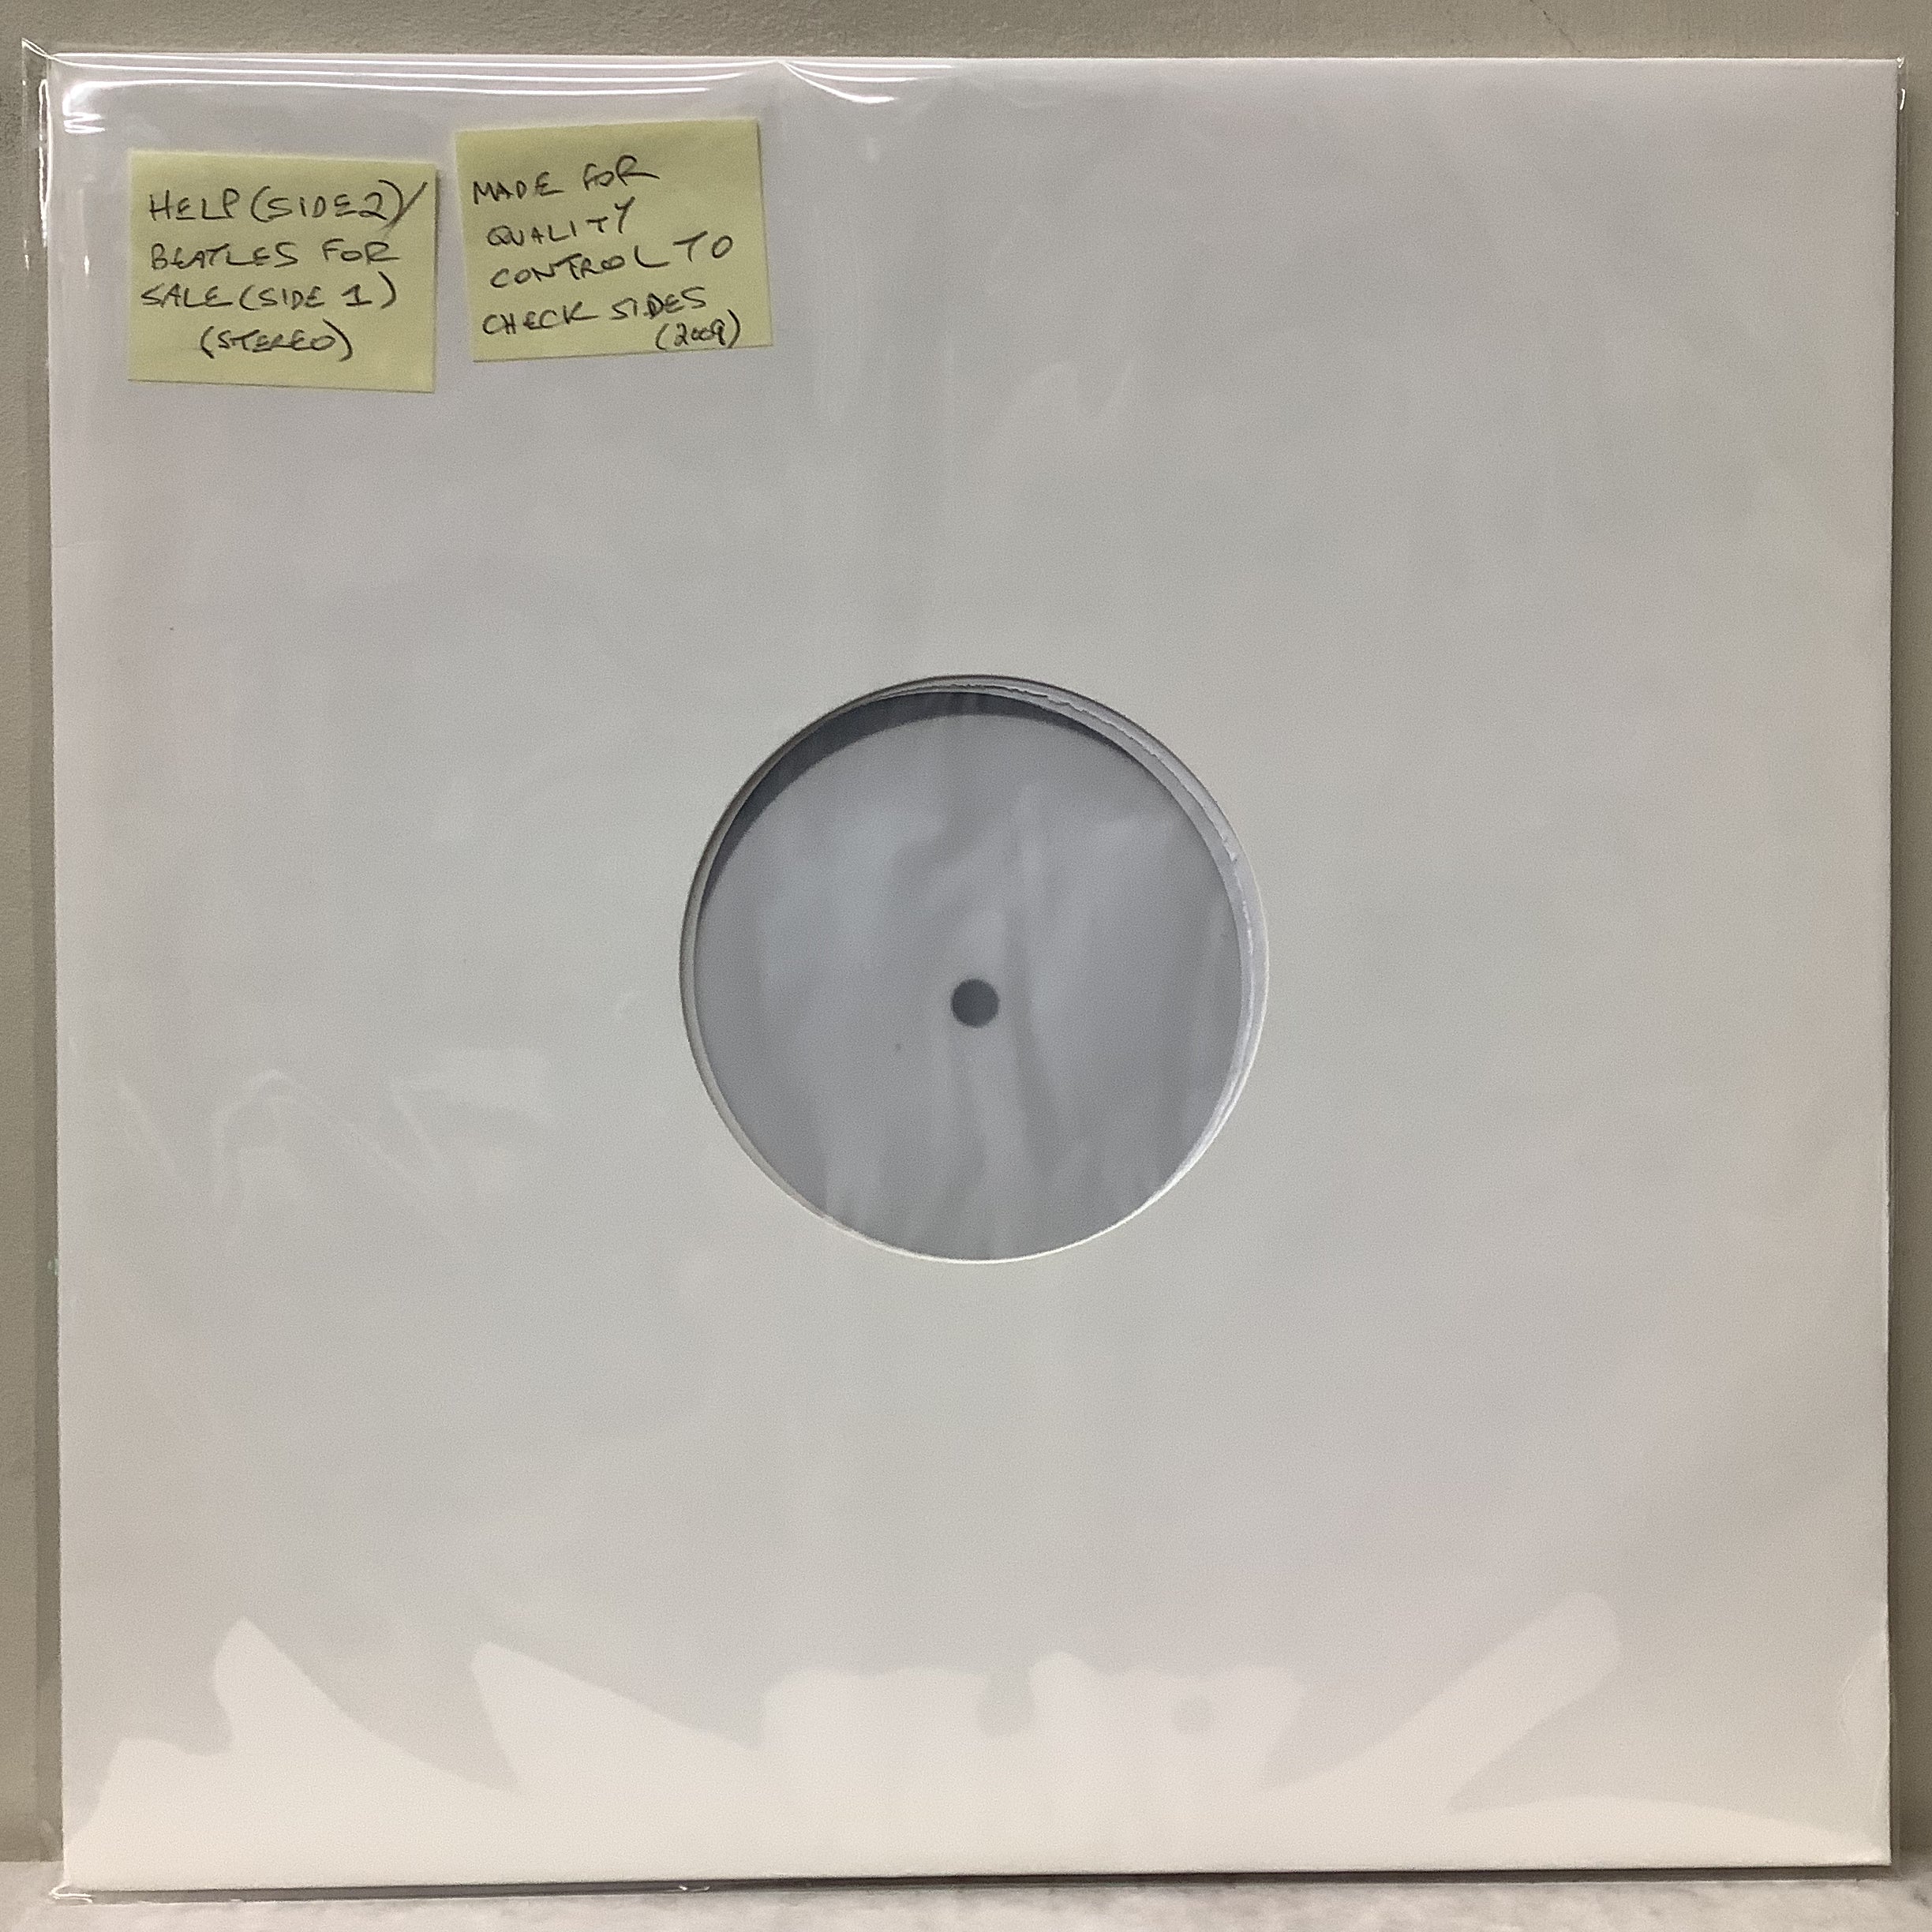 HELP (SIDE 2)/
BEATLES FOR
SALE (SIDE 1)
(STEREO)
MADE FOR
QUALITY
CONTROL TO
CHECK SIDES
(2009)